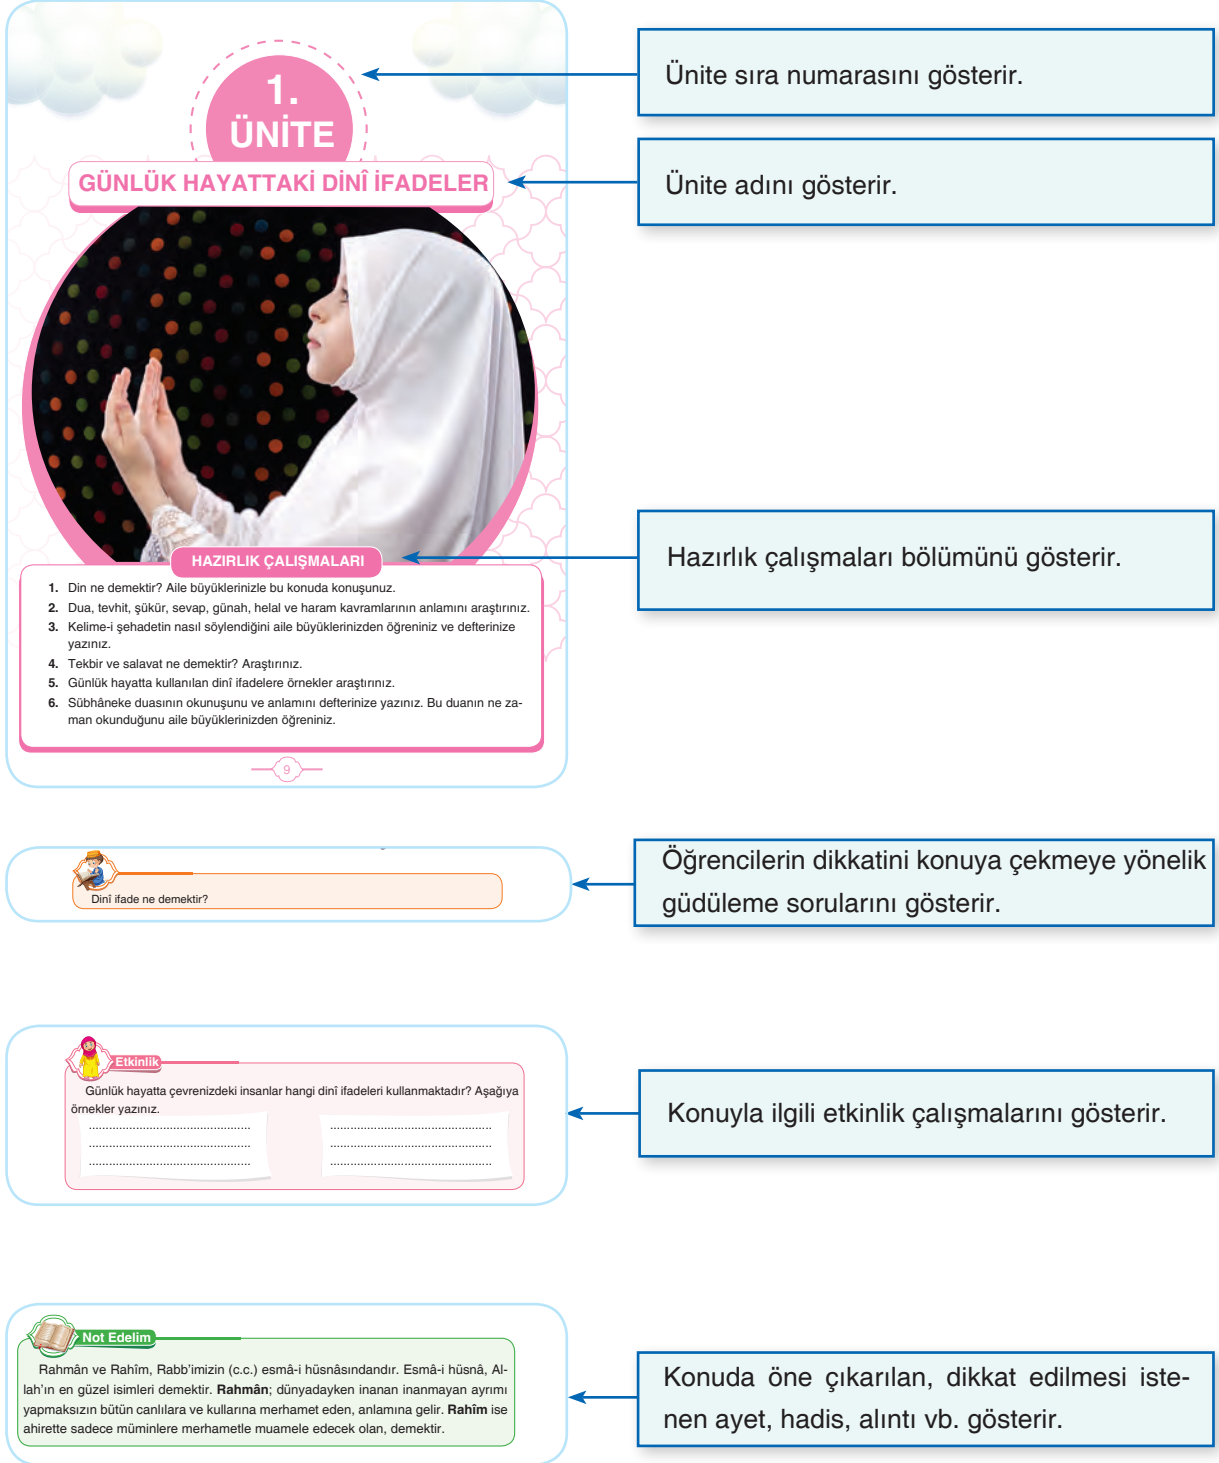 1.
ÜNİTE
GÜNLÜK HAYATTAKİ DİNÎ İFADELER
HAZIRLIK ÇALIŞMALARI
1. Din ne demektir? Aile büyüklerinizle bu konuda konuşunuz.
2. Dua, tevhit, şükür, sevap, günah, helal ve haram kavramlarının anlamını araştırınız.
3. Kelime-i şehadetin nasıl söylendiğini aile büyüklerinizden öğreniniz ve defterinize
yazınız.
4. Tekbir ve salavat ne demektir? Araştırınız.
5. Günlük hayatta kullanılan dinî ifadelere örnekler araştırınız.
6. Sübhâneke duasının okunuşunu ve anlamını defterinize yazınız. Bu duanın ne za-
man okunduğunu aile büyüklerinizden öğreniniz.
9
Ünite sıra numarasını gösterir.
Ünite adını gösterir.
Hazırlık çalışmaları bölümünü gösterir.
Dinî ifade ne demektir?
Öğrencilerin dikkatini konuya çekmeye yönelik
güdüleme sorularını gösterir.
Etkinlik
Günlük hayatta çevrenizdeki insanlar hangi dinî ifadeleri kullanmaktadır? Aşağıya
örnekler yazınız.
................................................ ................................................
................................................ ................................................
................................................ ................................................
Konuyla ilgili etkinlik çalışmalarını gösterir.
Not Edelim
Rahmân ve Rahîm, Rabb'imizin (c.c.) esmâ-i hüsnâsındandır. Esmâ-i hüsnâ, Al-
lah'ın en güzel isimleri demektir. Rahmân; dünyadayken inanan inanmayan ayrımı
yapmaksızın bütün canlılara ve kullarına merhamet eden, anlamına gelir. Rahîm ise
ahirette sadece müminlere merhametle muamele edecek olan, demektir.
Konuda öne çıkarılan, dikkat edilmesi iste-
nen ayet, hadis, alıntı vb. gösterir.